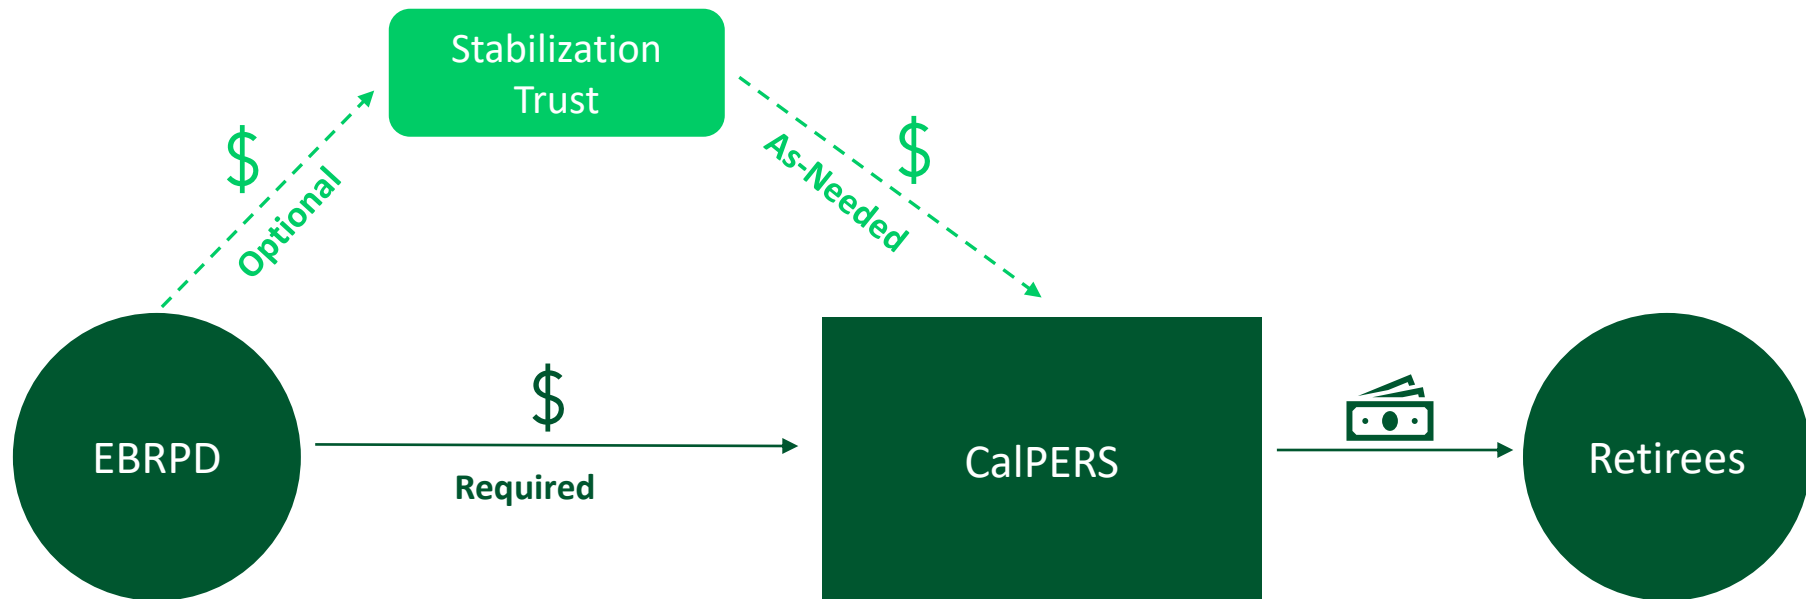 Stabilization
Trust
$
Optional
$
As-Needed
EBRPD
$
Required
CalPERS
Retirees